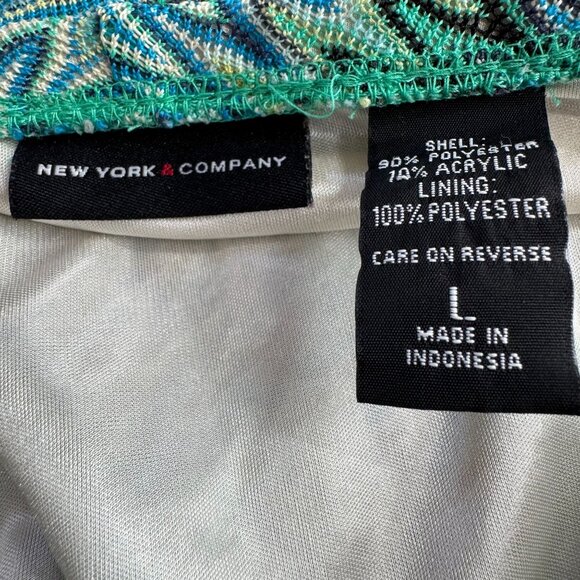 NEW YORK & COMPANY
SHELL:
90% POLYESTER
10% ACRYLIC
LINING:
100% POLYESTER
CARE ON REVERSE
L
MADE IN
INDONESIA